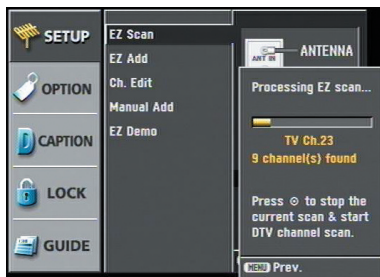 SETUP
OPTION
CAPTION
LOCK
GUIDE
EZ Scan
EZ Add
Ch. Edit
Manual Add
EZ Demo
ANT IN
ANTENNA
Processing EZ scan...
TV Ch.23
9 channel(s) found
Press ⊙ to stop the
current scan & start
DTV channel scan.
MENU Prev.